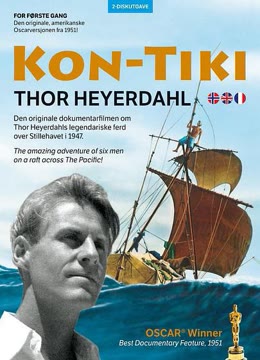 2-DISKUTGAVE
FOR FØRSTE GANG
Den originale, amerikanske
Oscarversjonen fra 1951!
KON-TIKI
THOR HEYERDAHL
Den originale dokumentarfilmen om
Thor Heyerdahls legendariske ferd
over Stillehavet i 1947.
The amazing adventure of six men
on a raft across The Pacific!
OSCAR® Winner
Best Documentary Feature, 1951